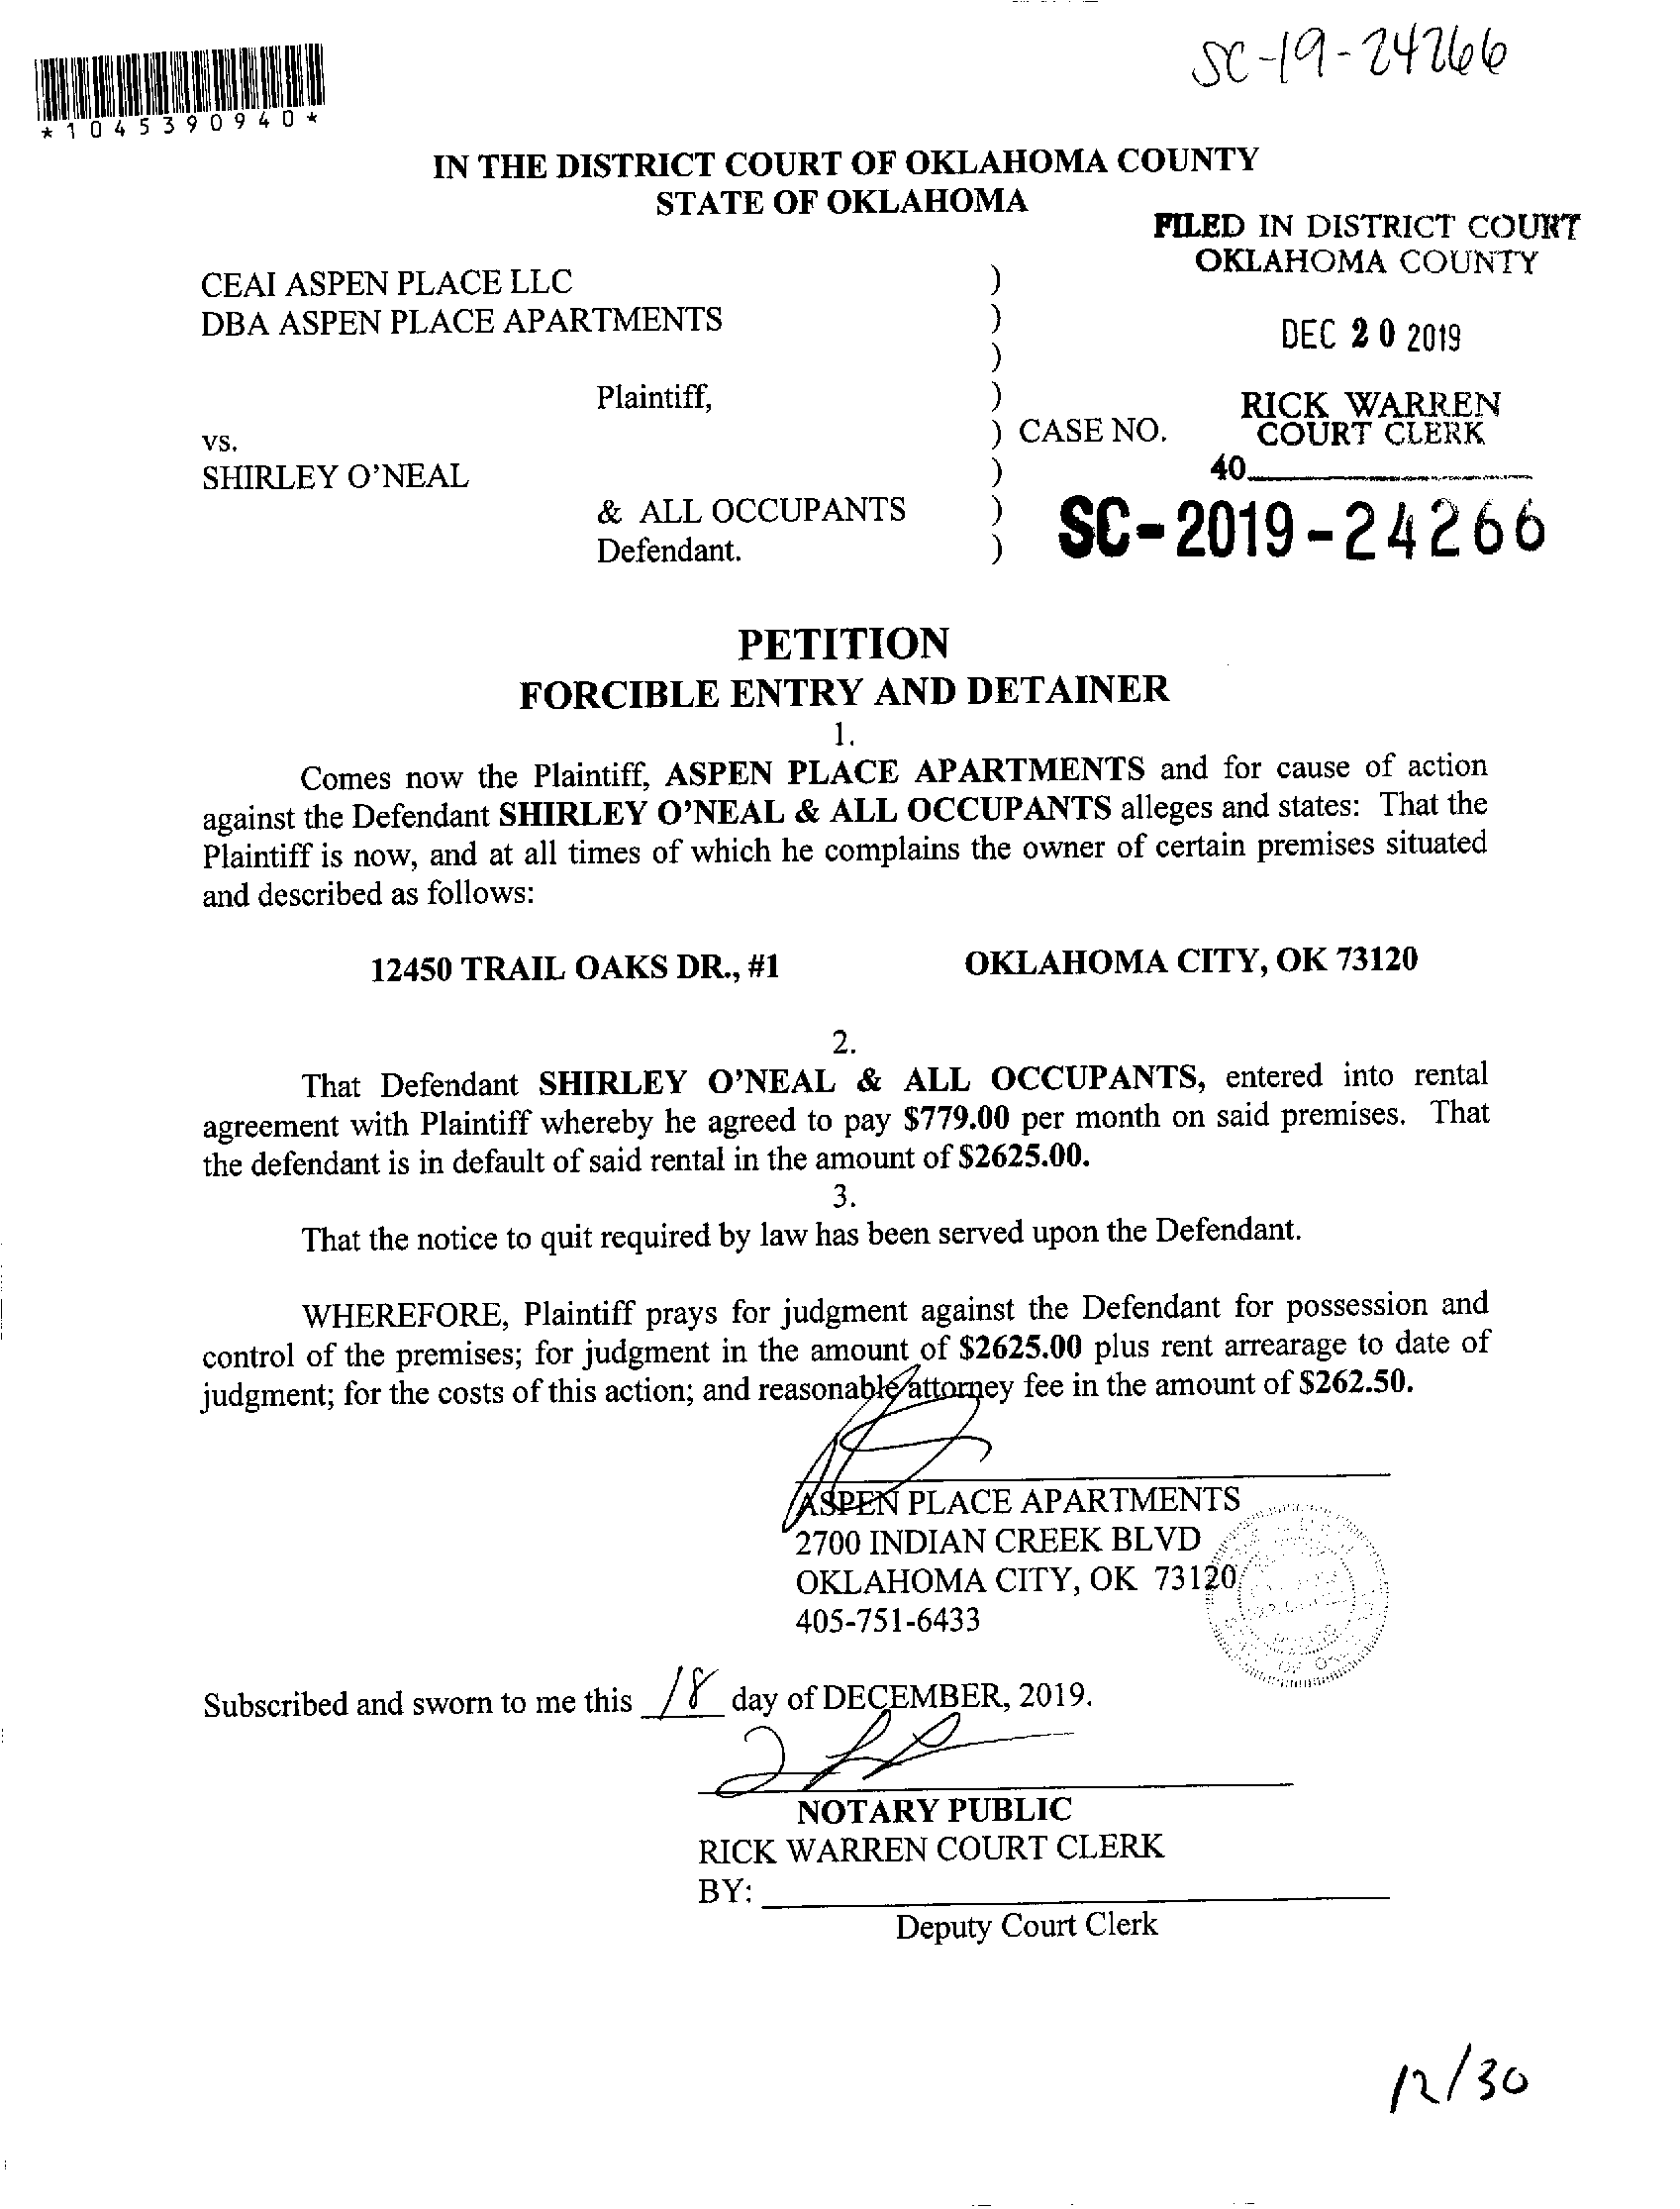 SC-19-24266
*1045390940*
IN THE DISTRICT COURT OF OKLAHOMA COUNTY
STATE OF OKLAHOMA
FILED IN DISTRICT COURT
OKLAHOMA COUNTY
CEAI ASPEN PLACE LLC )
DBA ASPEN PLACE APARTMENTS )
DEC 20 2019
)
Plaintiff, )
RICK WARREN
COURT CLERK
vs. ) CASE NO.
SHIRLEY O'NEAL )
40
& ALL OCCUPANTS )
SC-2019-24266
Defendant. )
PETITION
FORCIBLE ENTRY AND DETAINER
1.
Comes now the Plaintiff, ASPEN PLACE APARTMENTS and for cause of action
against the Defendant SHIRLEY O'NEAL & ALL OCCUPANTS alleges and states: That the
Plaintiff is now, and at all times of which he complains the owner of certain premises situated
and described as follows:
12450 TRAIL OAKS DR., #1 OKLAHOMA CITY, OK 73120
2.
That Defendant SHIRLEY O'NEAL & ALL OCCUPANTS, entered into rental
agreement with Plaintiff whereby he agreed to pay $779.00 per month on said premises. That
the defendant is in default of said rental in the amount of $2625.00.
3.
That the notice to quit required by law has been served upon the Defendant.
WHEREFORE, Plaintiff prays for judgment against the Defendant for possession and
control of the premises; for judgment in the amount of $2625.00 plus rent arrearage to date of
judgment; for the costs of this action; and reasonable attorney fee in the amount of $262.50.
ASPEN PLACE APARTMENTS
2700 INDIAN CREEK BLVD
OKLAHOMA CITY, OK 73120
405-751-6433
Subscribed and sworn to me this 18 day of DECEMBER, 2019.
NOTARY PUBLIC
RICK WARREN COURT CLERK
BY:
Deputy Court Clerk
12/30